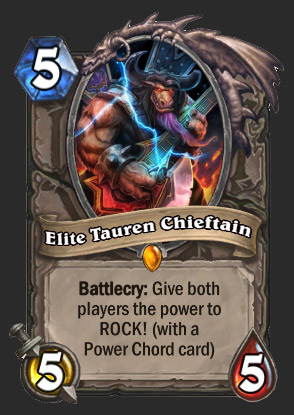 5
Elite Tauren Chieftain
Battlecry: Give both
players the power to
ROCK! (with a
Power Chord card)
5
5